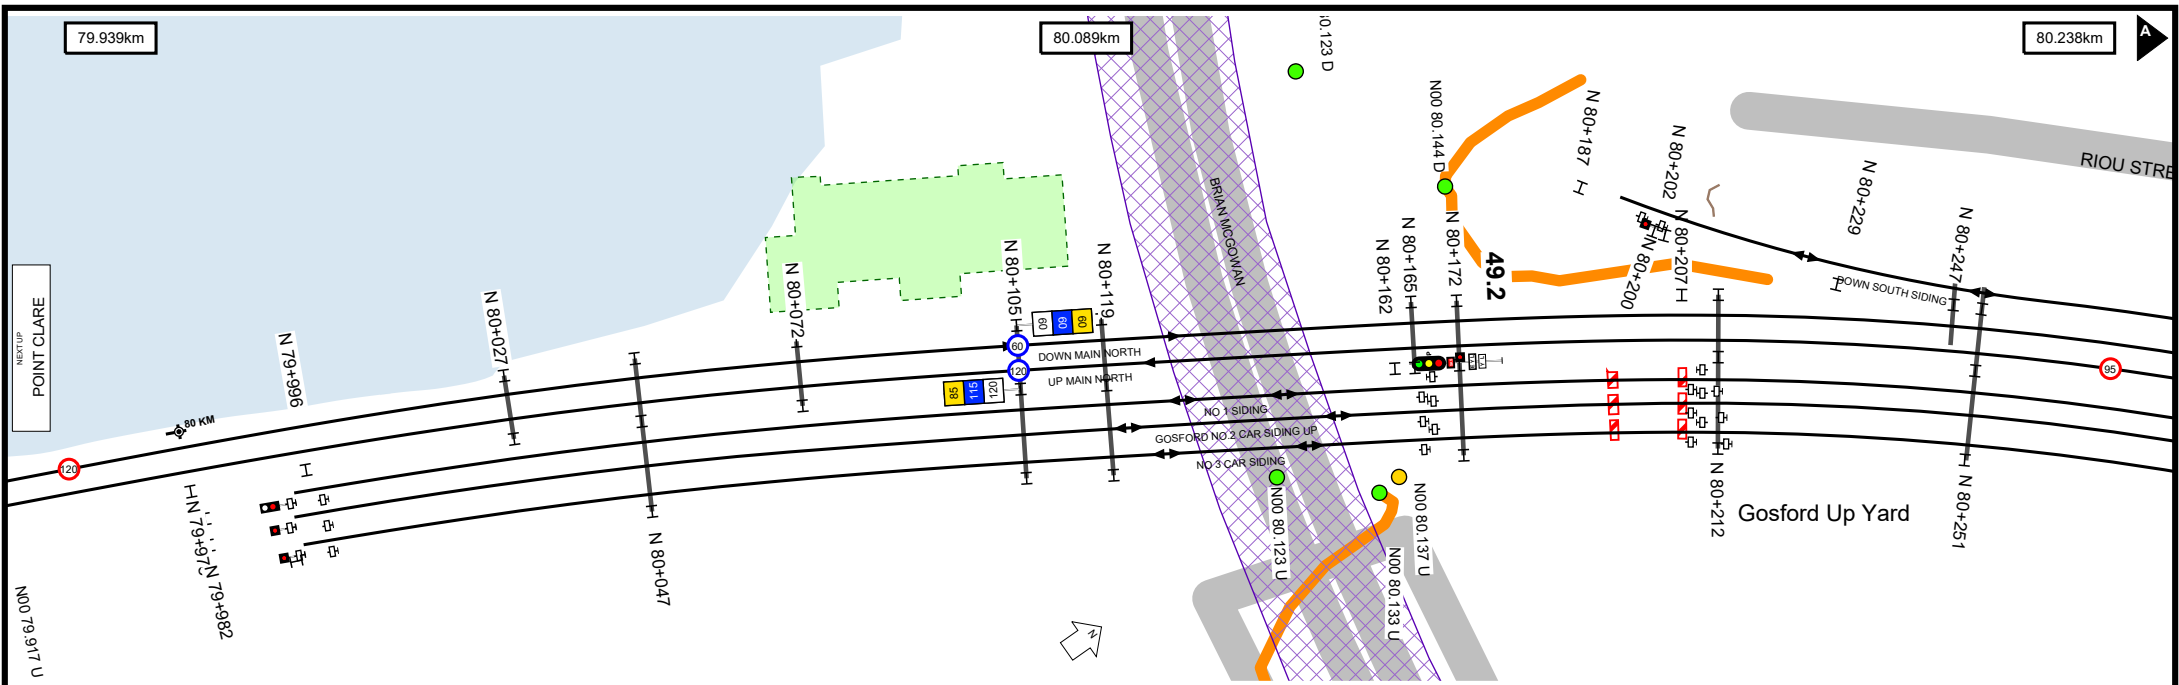 79.939km
80.089km
80.238km
A
80.123 D
N00 80.144 D
N 80+187
N 80+202
N 80+229
RIOU STRE
BRIAN MCGOWAN
NEXT UP
POINT CLARE
N 79+996
N 80+027
N 80+072
N 80+105
N 80+119
N 80+162
N 80+165
N 80+172
49.2
N 80+200
N 80+207
N 80+247
DOWN SOUTH SIDING
60
60
60
60
DOWN MAIN NORTH
120
UP MAIN NORTH
85
115
120
95
80 KM
120
NO 1 SIDING
GOSFORD NO.2 CAR SIDING UP
NO 3 CAR SIDING
N 79+982
N 80+047
N00 79.917 U
N00 80.123 U
N00 80.133 U
N00 80.137 U
N 80+212
Gosford Up Yard
N 80+251
N